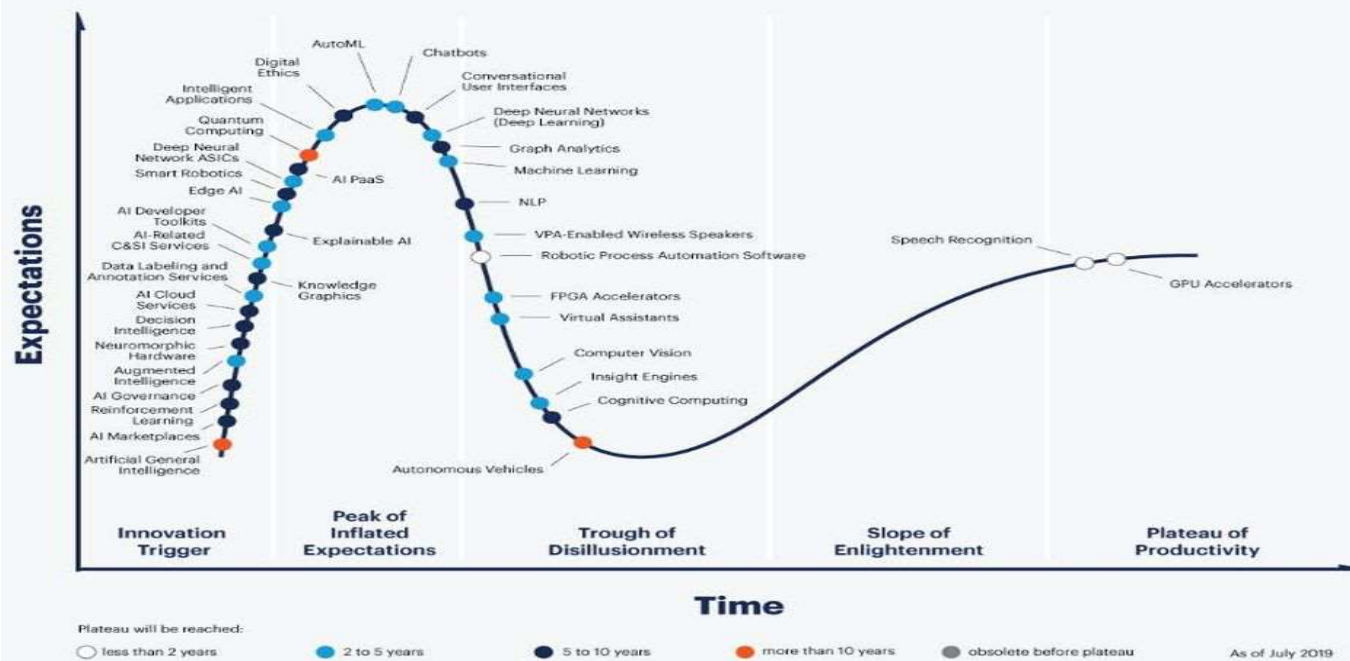 Expectations
AutoML
Chatbots
Digital
Ethics
Conversational
User Interfaces
Intelligent
Applications
Deep Neural Networks
(Deep Learning)
Quantum
Computing
Graph Analytics
Deep Neural
Network ASICs
Machine Learning
Smart Robotics
AI PaaS
Edge AI
NLP
AI Developer
Toolkits
Explainable AI
VPA-Enabled Wireless Speakers
AI-Related
C&SI Services
Robotic Process Automation Software
Speech Recognition
Data Labeling and
Annotation Services
Knowledge
Graphics
GPU Accelerators
AI Cloud
Services
FPGA Accelerators
Decision
Intelligence
Virtual Assistants
Neuromorphic
Hardware
Computer Vision
Augmented
Intelligence
Insight Engines
AI Governance
Cognitive Computing
Reinforcement
Learning
AI Marketplaces
Artificial General
Intelligence
Autonomous Vehicles
Innovation
Trigger
Peak of
Inflated
Expectations
Trough of
Disillusionment
Slope of
Enlightenment
Plateau of
Productivity
Time
Plateau will be reached:
less than 2 years
2 to 5 years
5 to 10 years
more than 10 years
obsolete before plateau
As of July 2019